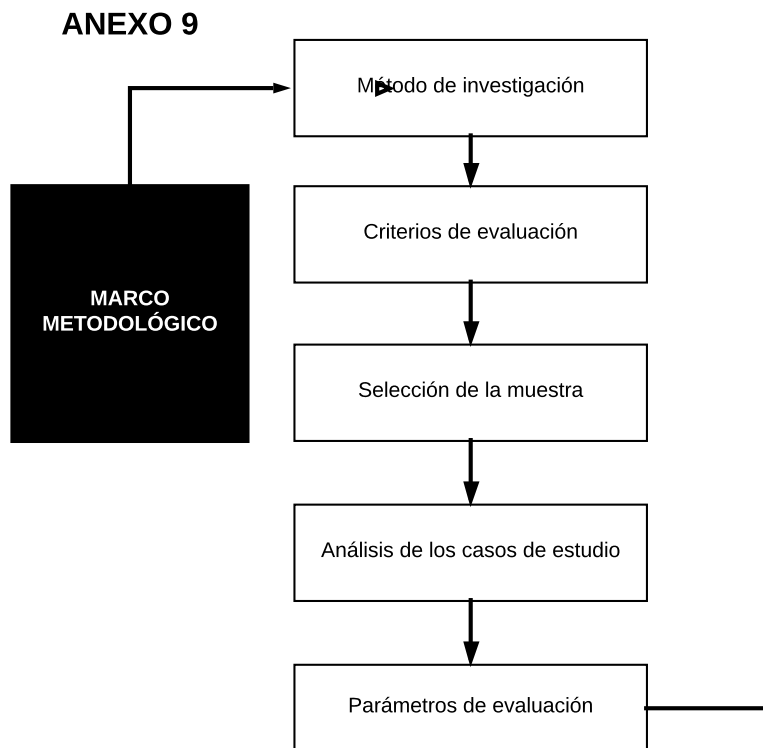 ANEXO 9
Método de investigación
Criterios de evaluación
MARCO
METODOLÓGICO
Selección de la muestra
Análisis de los casos de estudio
Parámetros de evaluación